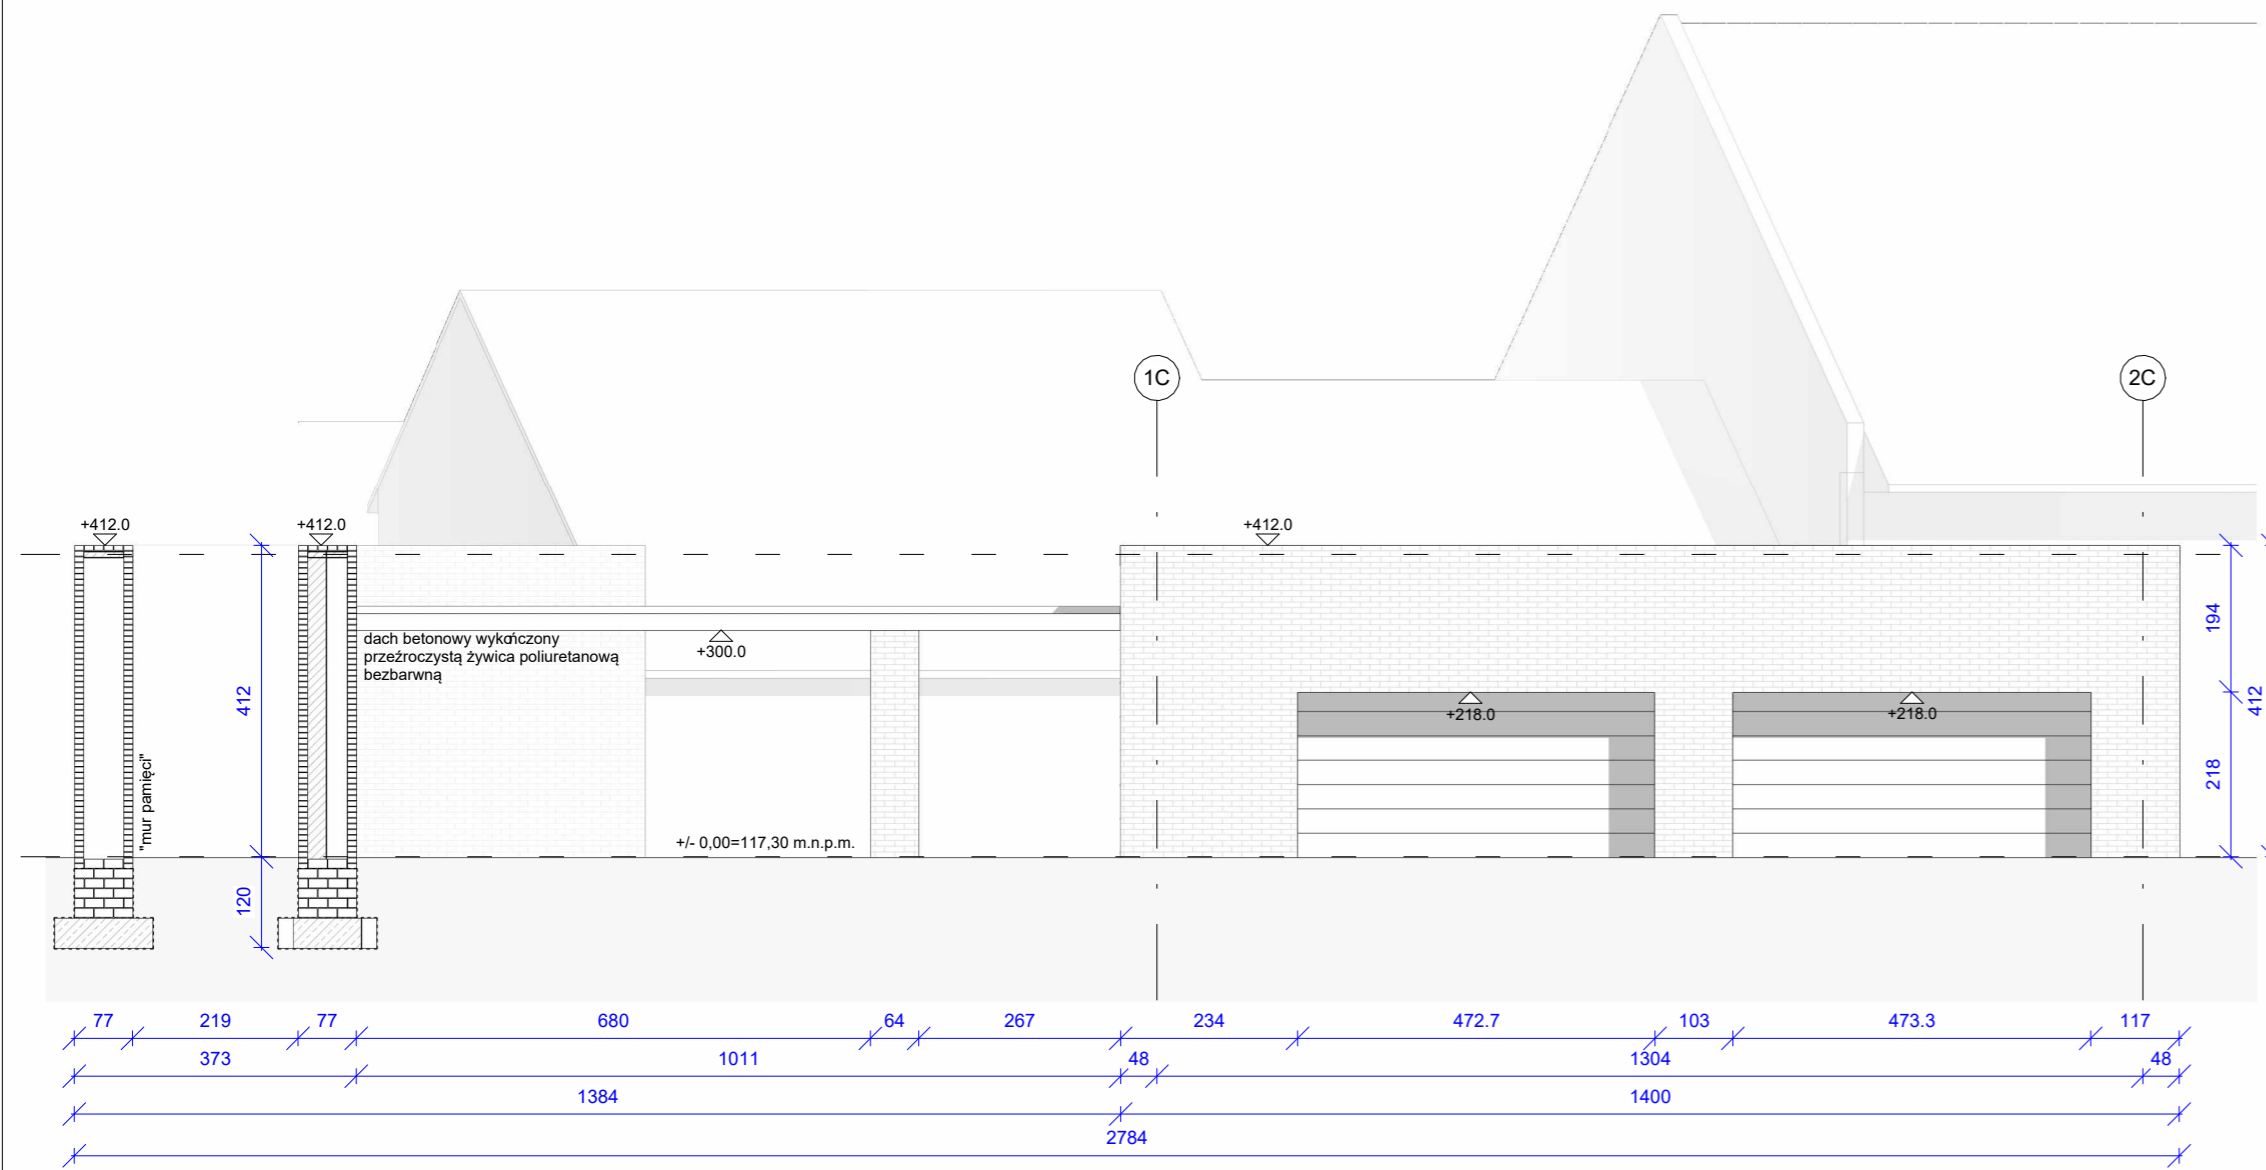 1C
2C
+412.0
+412.0
+412.0
194
dach betonowy wykończony
przeźroczystą żywica poliuretanową
bezbarwną
+300.0
412
412
+218.0
+218.0
"mur pamięci"
218
+/- 0,00=117,30 m.n.p.m.
120
77 219 77 680 64 267 234 472.7 103 473.3 117
373 1011 48 1304 48
1384 1400
2784